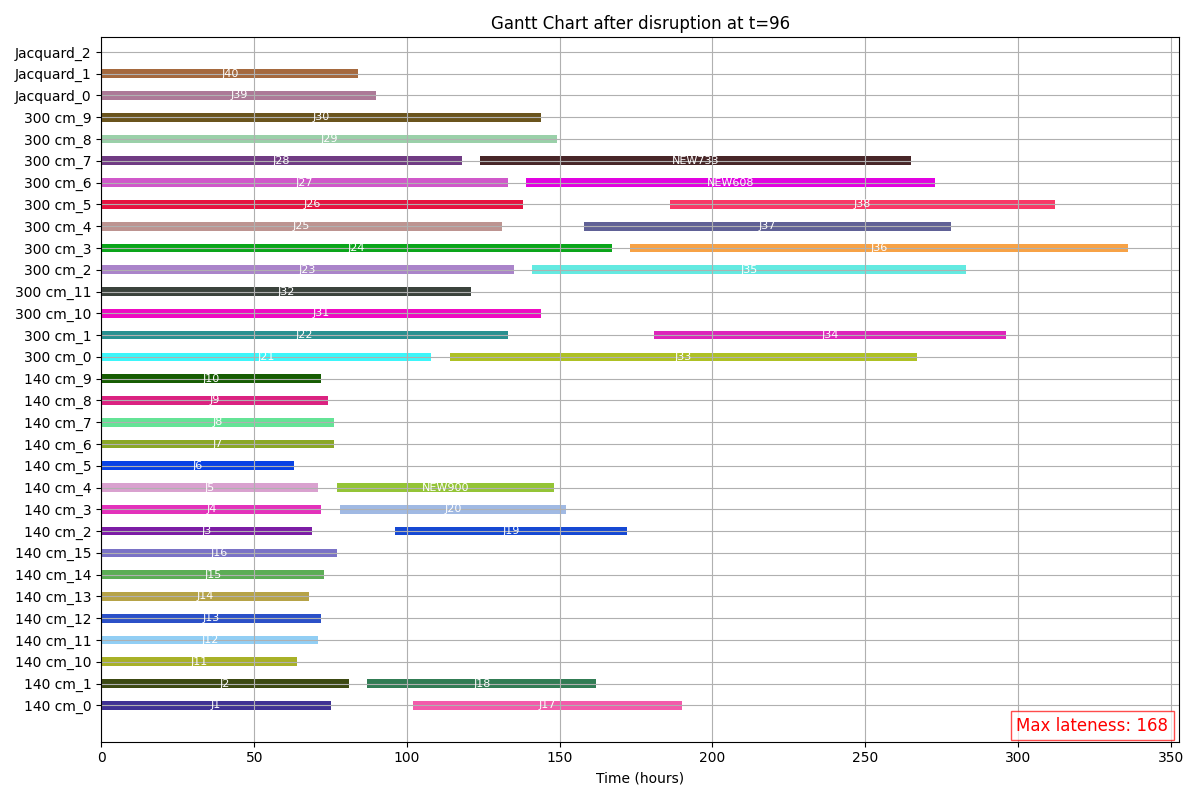 Gantt Chart after disruption at t=96
Jacquard_2
Jacquard_1 J40
Jacquard_0 J39
300 cm_9 J30
300 cm_8 J29
300 cm_7 J28 NEW733
300 cm_6 J27 NEW608
300 cm_5 J26 J38
300 cm_4 J25 J37
300 cm_3 J24 J36
300 cm_2 J23 J35
300 cm_11 J32
300 cm_10 J31
300 cm_1 J22 J34
300 cm_0 J21 J33
140 cm_9 J10
140 cm_8 J9
140 cm_7 J8
140 cm_6 J7
140 cm_5 J6
140 cm_4 J5 NEW900
140 cm_3 J4 J20
140 cm_2 J3 J19
140 cm_15 J16
140 cm_14 J15
140 cm_13 J14
140 cm_12 J13
140 cm_11 J12
140 cm_10 J11
140 cm_1 J2 J18
140 cm_0 J1 J17
Max lateness: 168
0 50 100 150 200 250 300 350
Time (hours)